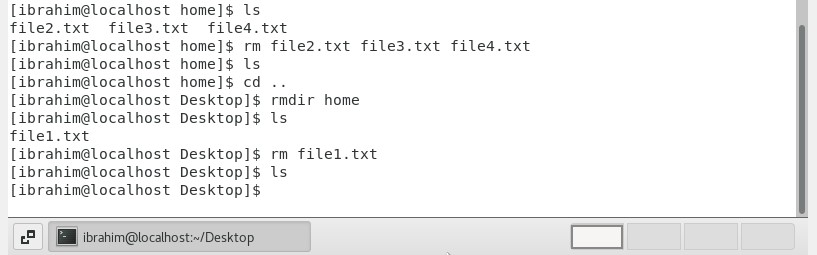 [ibrahim@localhost home]$ ls
file2.txt  file3.txt  file4.txt
[ibrahim@localhost home]$ rm file2.txt file3.txt file4.txt
[ibrahim@localhost home]$ ls
[ibrahim@localhost home]$ cd ..
[ibrahim@localhost Desktop]$ rmdir home
[ibrahim@localhost Desktop]$ ls
file1.txt
[ibrahim@localhost Desktop]$ rm file1.txt
[ibrahim@localhost Desktop]$ ls
[ibrahim@localhost Desktop]$
ibrahim@localhost:~/Desktop